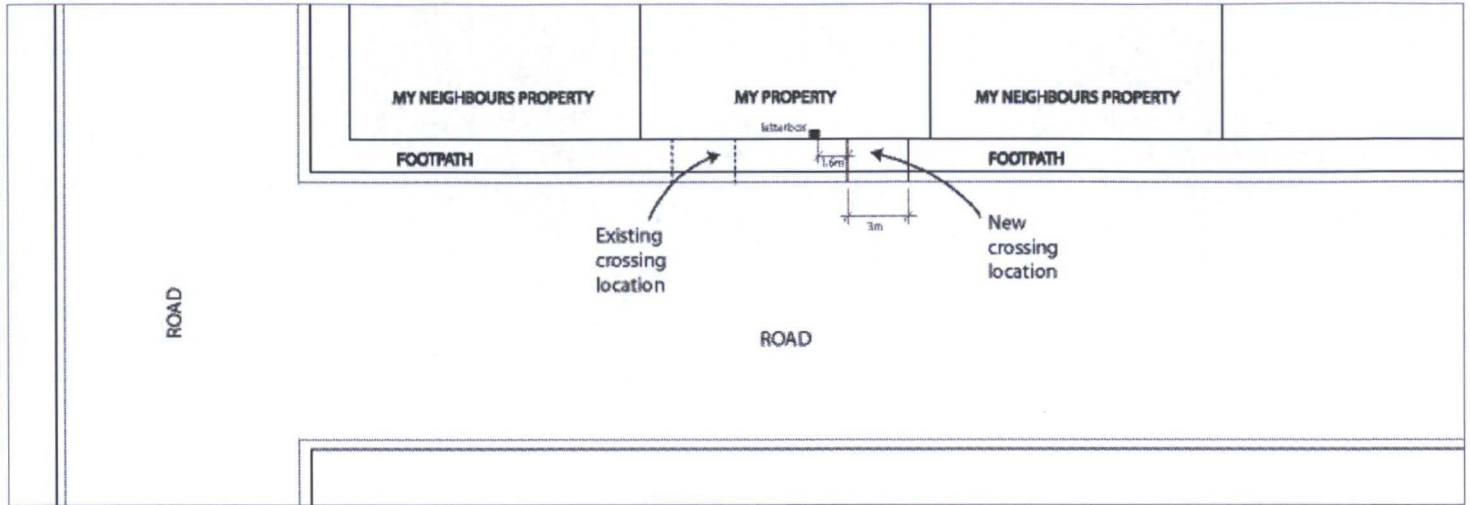 MY NEIGHBOURS PROPERTY
MY PROPERTY
MY NEIGHBOURS PROPERTY
letterbox
FOOTPATH
1.6m
FOOTPATH
3m
Existing
crossing
location
New
crossing
location
ROAD
ROAD